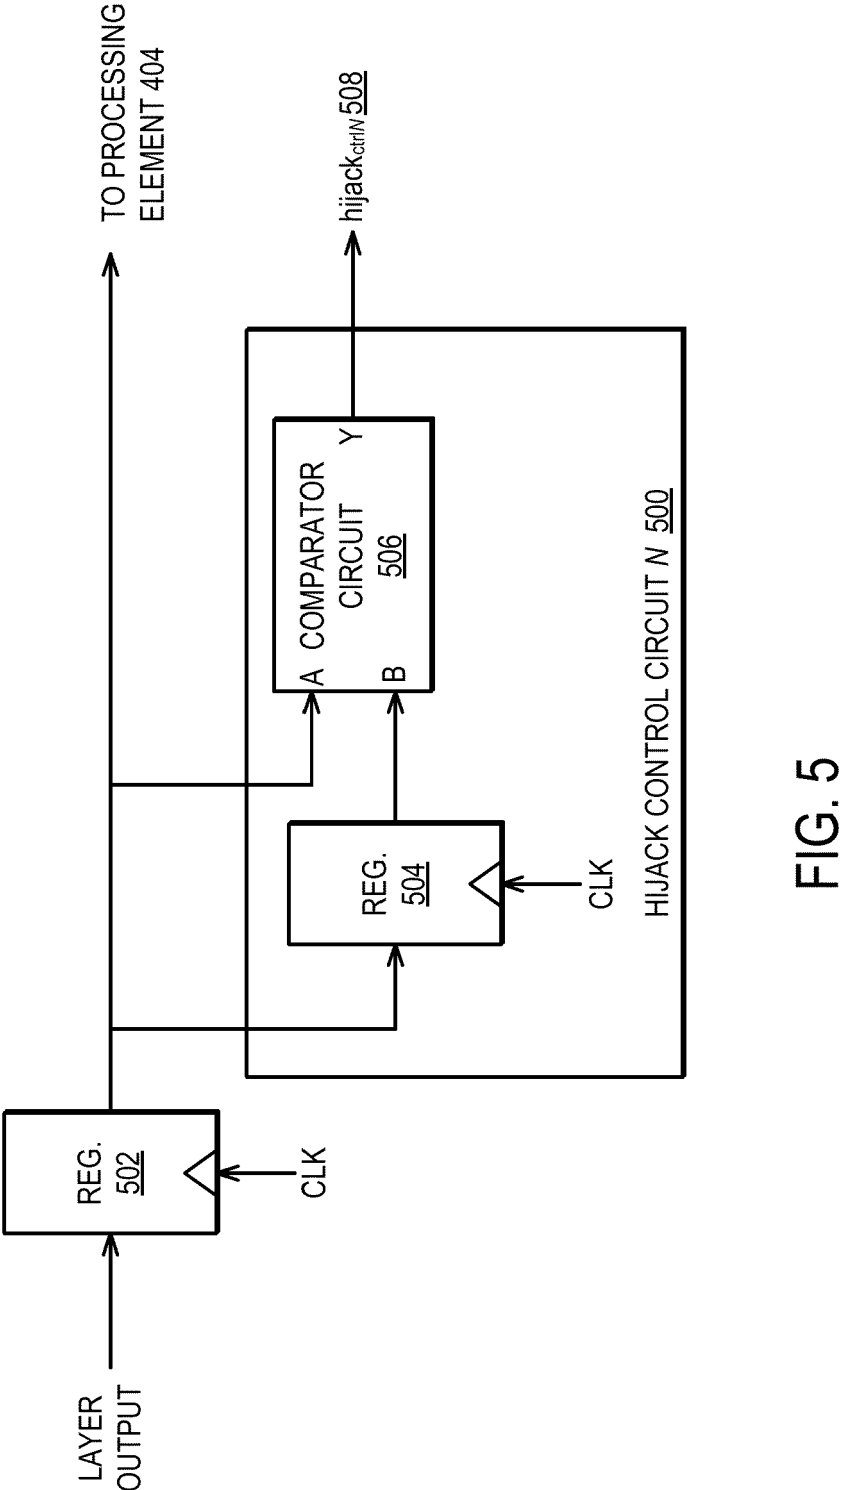 LAYER
OUTPUT
REG.
502
CLK
TO PROCESSING
ELEMENT 404
REG.
504
CLK
A COMPARATOR
CIRCUIT
506
B
Y
hijackctrlN 508
HIJACK CONTROL CIRCUIT N 500
FIG. 5